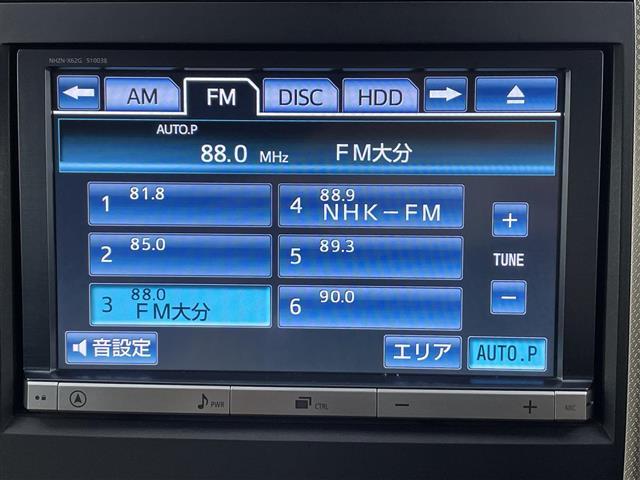 NHZN-X62G 510038
AM FM DISC HDD
AUTO.P
88.0 MHz FM大分
1 81.8
4 88.9 NHK-FM
2 85.0
5 89.3
3 88.0 FM大分
6 90.0
+
TUNE
-
音設定 エリア AUTO.P
PWR CTRL - + MIC